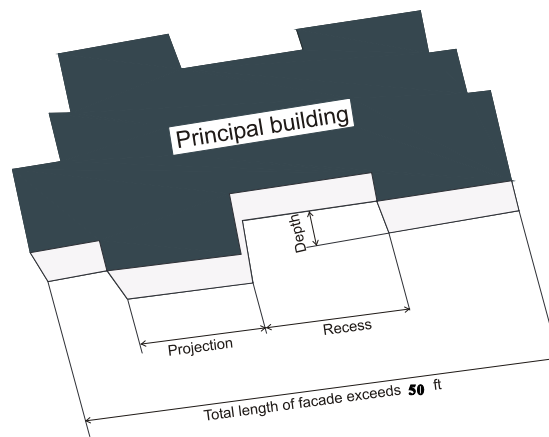 Principal building
Depth
Projection
Recess
Total length of facade exceeds 50 ft